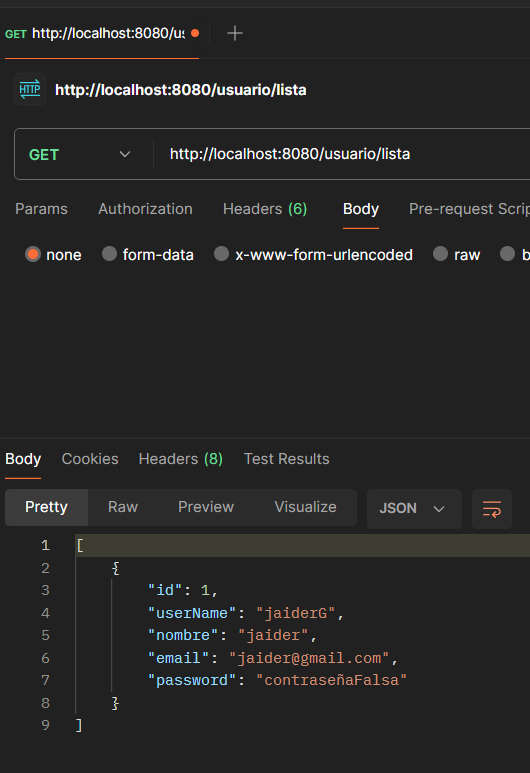 GET http://localhost:8080/us
HTTP http://localhost:8080/usuario/lista
GET http://localhost:8080/usuario/lista
Params Authorization Headers (6) Body Pre-request Scrip
none form-data x-www-form-urlencoded raw b
Body Cookies Headers (8) Test Results
Pretty Raw Preview Visualize JSON
1 [
2 {
3 "id": 1,
4 "userName": "jaiderG",
5 "nombre": "jaider",
6 "email": "jaider@gmail.com",
7 "password": "contraseñaFalsa"
8 }
9 ]